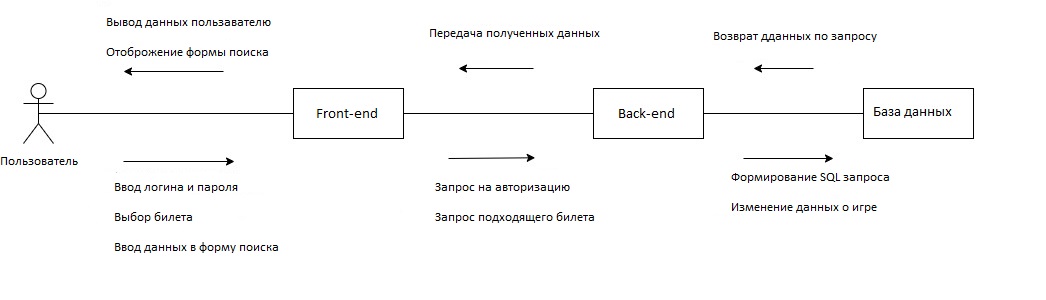 Вывод данных пользавателю
Отоброжение формы поиска
Передача полученных данных
Возврат дданных по запросу
Пользователь
Front-end
Back-end
База данных
Ввод логина и пароля
Выбор билета
Ввод данных в форму поиска
Запрос на авторизацию
Запрос подходящего билета
Формирование SQL запроса
Изменение данных о игре